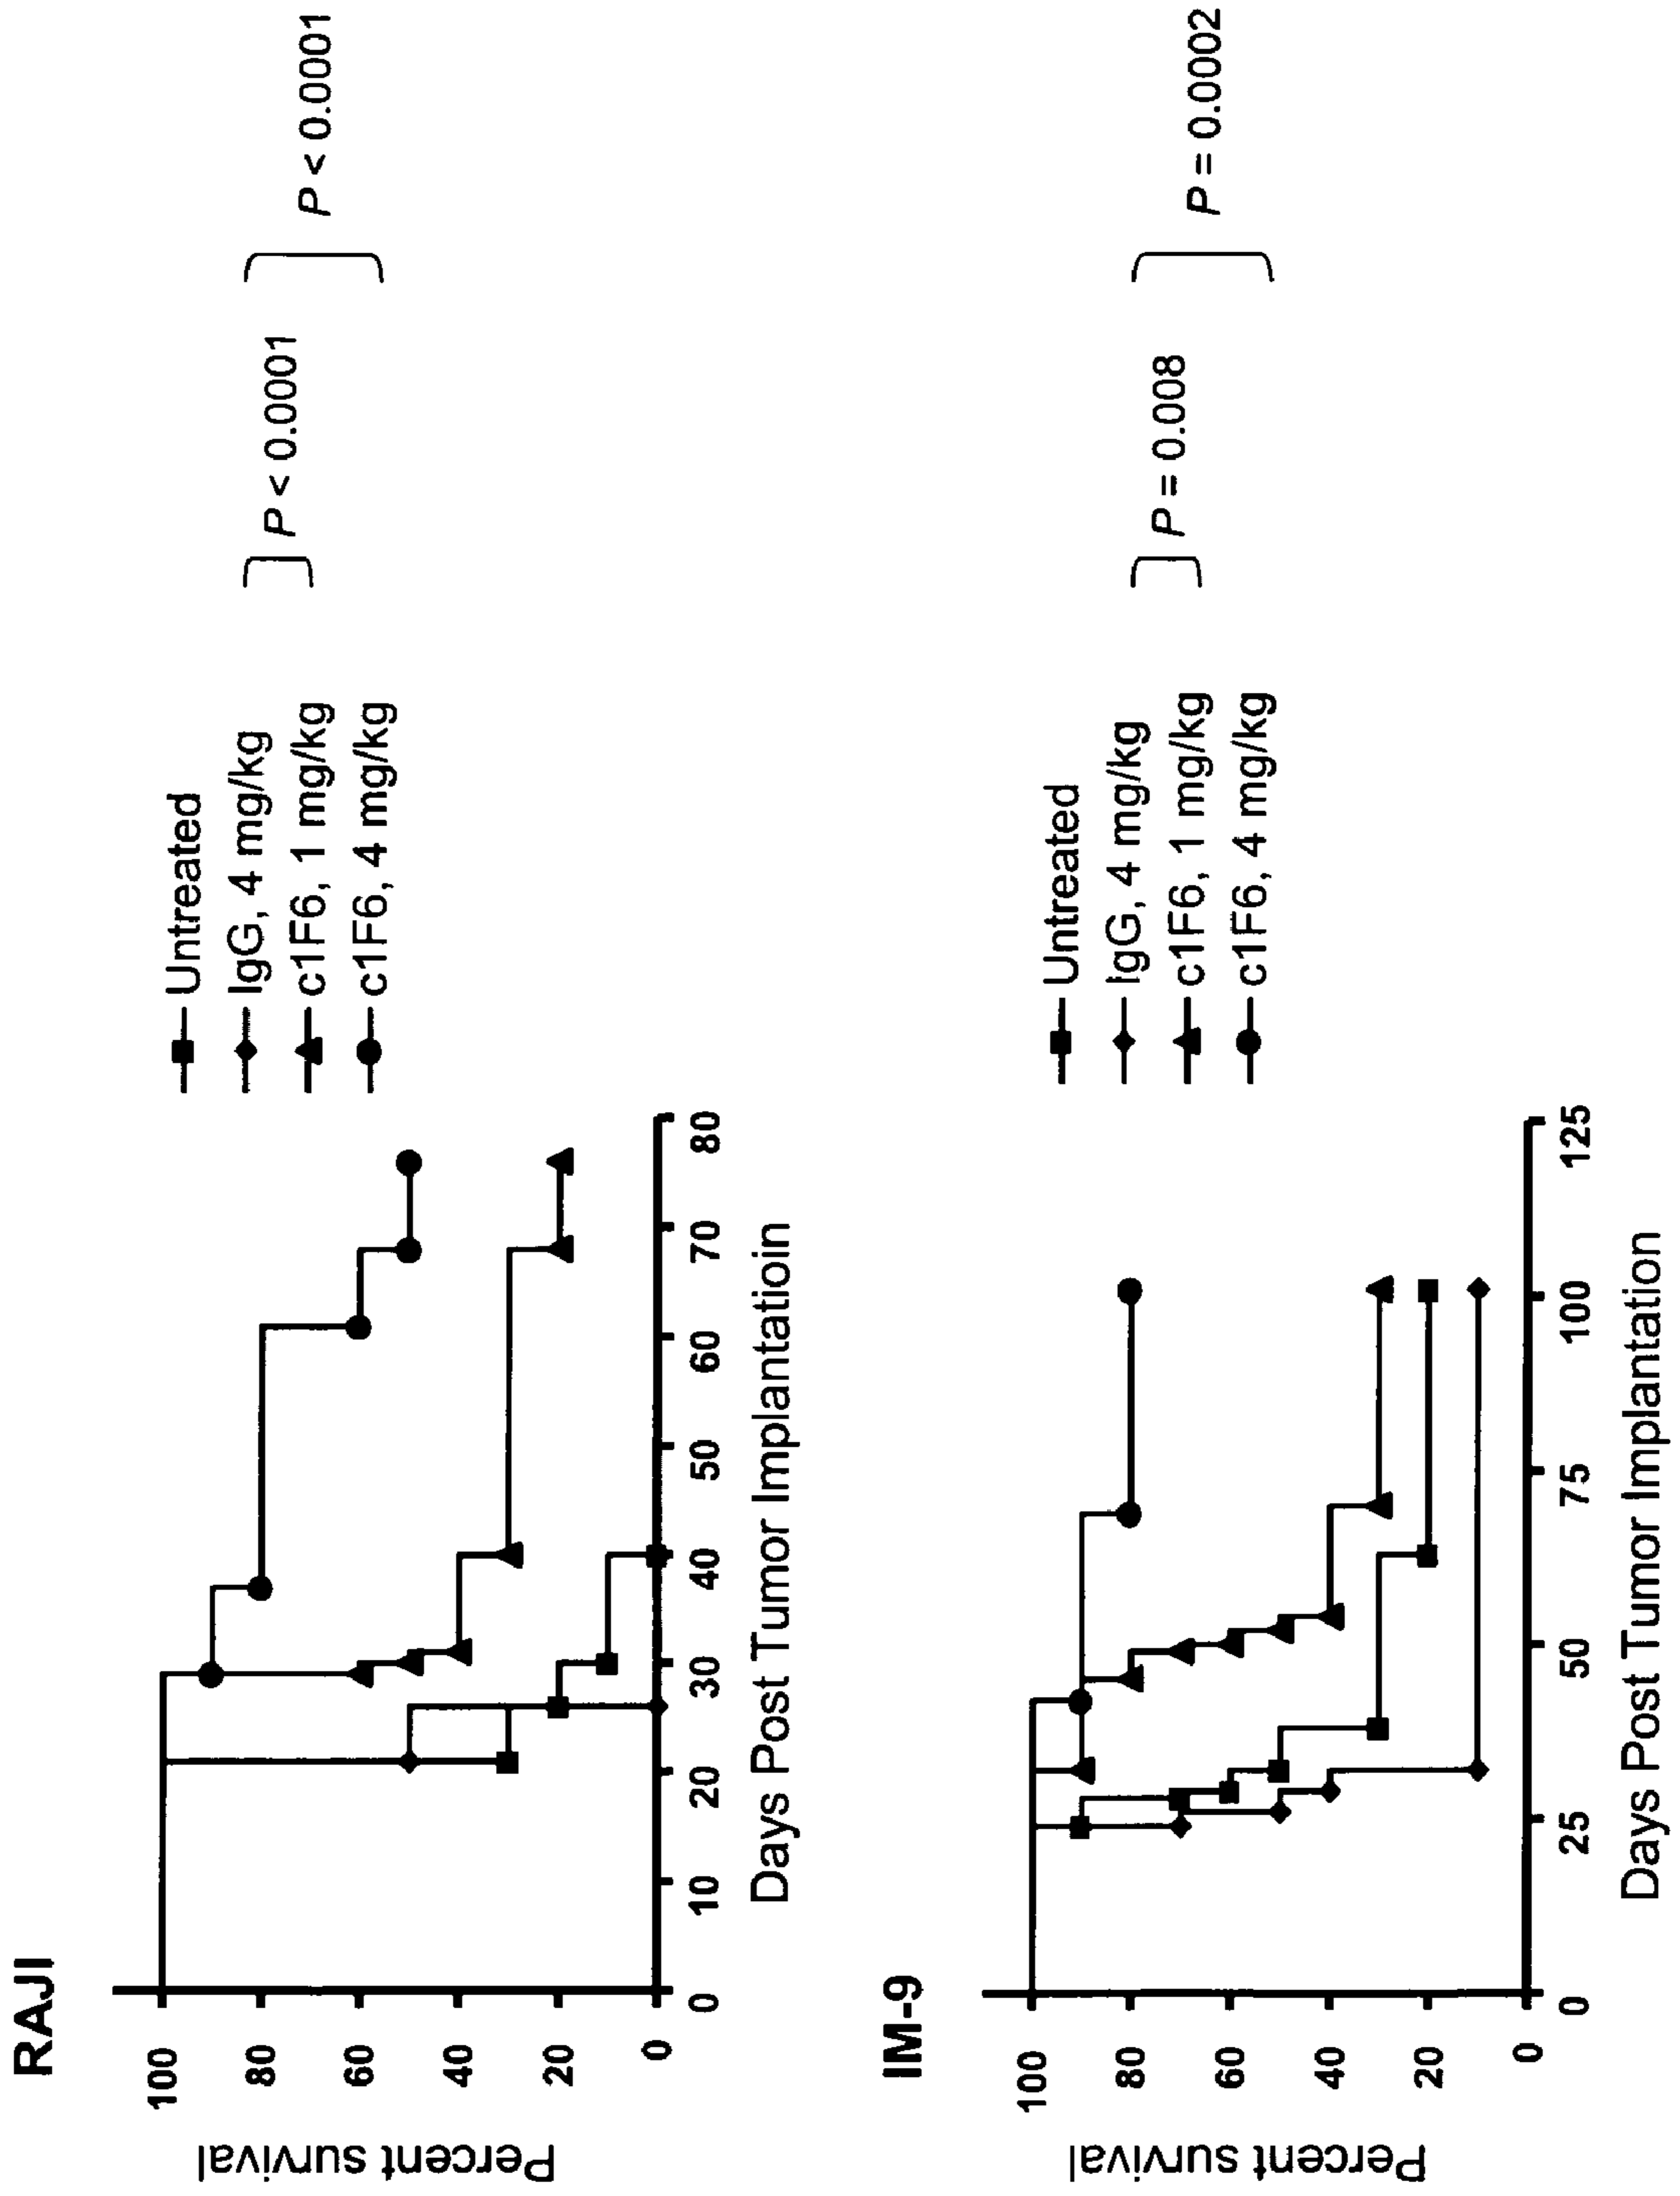 RAJI
Percent survival
100
80
60
40
20
0
0 10 20 30 40 50 60 70 80
Days Post Tumor Implantatioin
Untreated
IgG, 4 mg/kg
c1F6, 1 mg/kg
c1F6, 4 mg/kg
P < 0.0001
P < 0.0001
IM-9
Percent survival
100
80
60
40
20
0
0 25 50 75 100 125
Days Post Tumor Implantation
Untreated
IgG, 4 mg/kg
c1F6, 1 mg/kg
c1F6, 4 mg/kg
P = 0.008
P = 0.0002